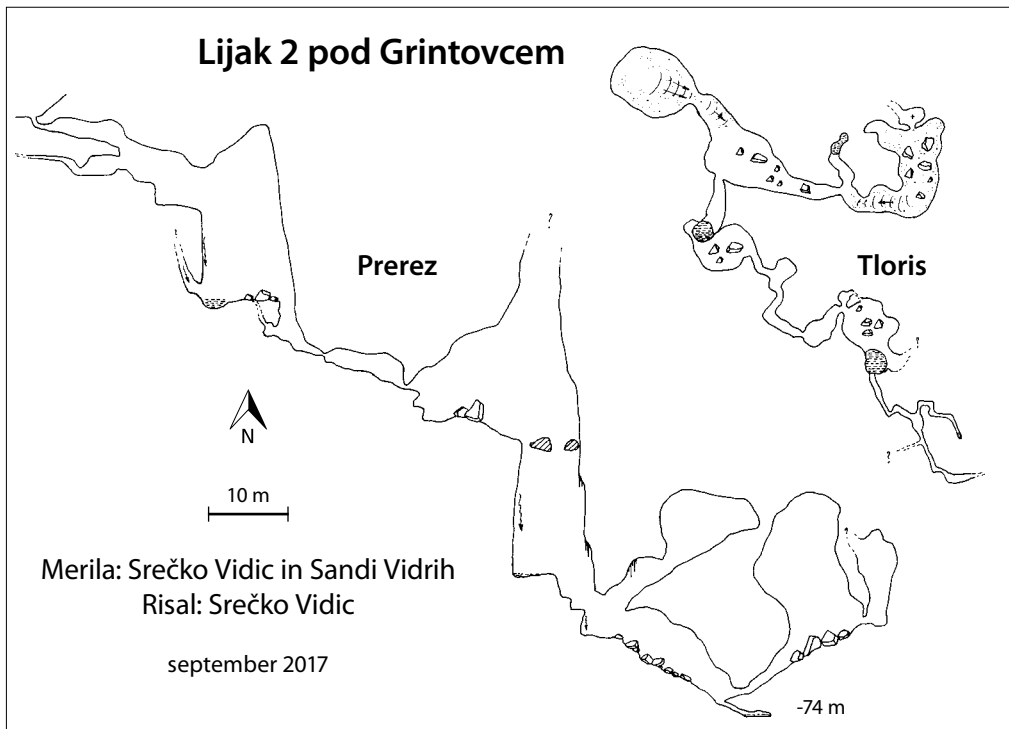 Lijak 2 pod Grintovcem
?
Prerez
Tloris
?
N
?
10 m
?
Merila: Srečko Vidic in Sandi Vidrih
Risal: Srečko Vidic
september 2017
-74 m